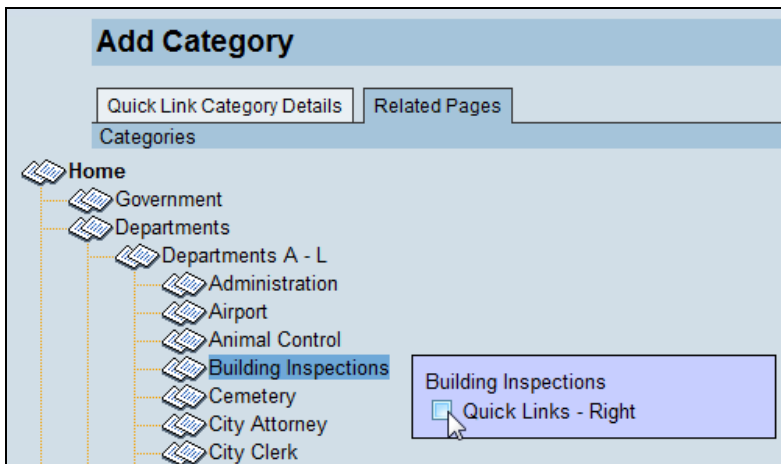 Add Category
Quick Link Category Details Related Pages
Categories
Home
Government
Departments
Departments A - L
Administration
Airport
Animal Control
Building Inspections
Building Inspections
Quick Links - Right
Cemetery
City Attorney
City Clerk